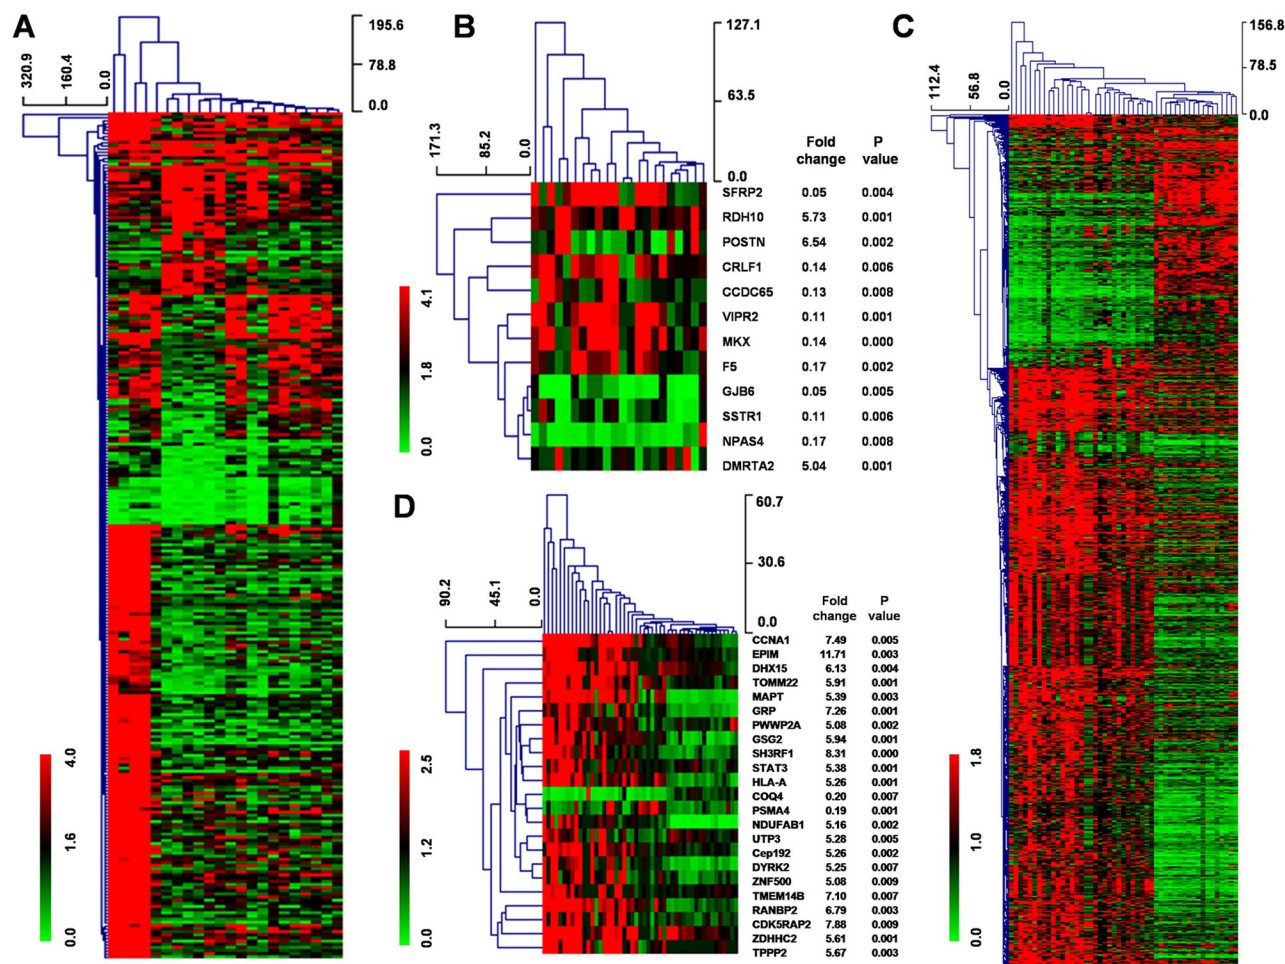 A
195.6
78.8
0.0
320.9
160.4
0.0
4.0
1.6
0.0
B
127.1
63.5
0.0
171.3
85.2
0.0
4.1
1.8
0.0
Fold change P value
SFRP2 0.05 0.004
RDH10 5.73 0.001
POSTN 6.54 0.002
CRLF1 0.14 0.006
CCDC65 0.13 0.008
VIPR2 0.11 0.001
MKX 0.14 0.000
F5 0.17 0.002
GJB6 0.05 0.005
SSTR1 0.11 0.006
NPAS4 0.17 0.008
DMRTA2 5.04 0.001
C
156.8
78.5
0.0
112.4
56.8
0.0
1.8
1.0
0.0
D
60.7
30.6
0.0
90.2
45.1
0.0
2.5
1.2
0.0
Fold change P value
CCNA1 7.49 0.005
EPIM 11.71 0.003
DHX15 6.13 0.004
TOMM22 5.91 0.001
MAPT 5.39 0.003
GRP 7.26 0.001
PWWP2A 5.08 0.002
GSG2 5.94 0.001
SH3RF1 8.31 0.000
STAT3 5.38 0.001
HLA-A 5.26 0.001
COQ4 0.20 0.007
PSMA4 0.19 0.001
NDUFAB1 5.16 0.002
UTP3 5.28 0.005
Cep192 5.26 0.002
DYRK2 5.25 0.007
ZNF500 5.08 0.009
TMEM14B 7.10 0.007
RANBP2 6.79 0.003
CDK5RAP2 7.88 0.009
ZDHHC2 5.61 0.001
TPPP2 5.67 0.003